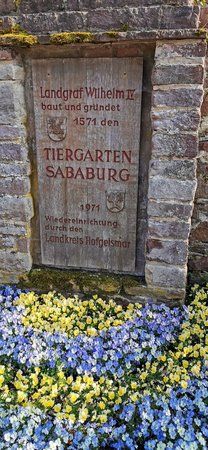 Landgraf Wilhelm IV
baut und gründet
1571 den
TIERGARTEN
SABABURG
1971
Wiedereinrichtung
durch den
Landkreis Hofgeismar